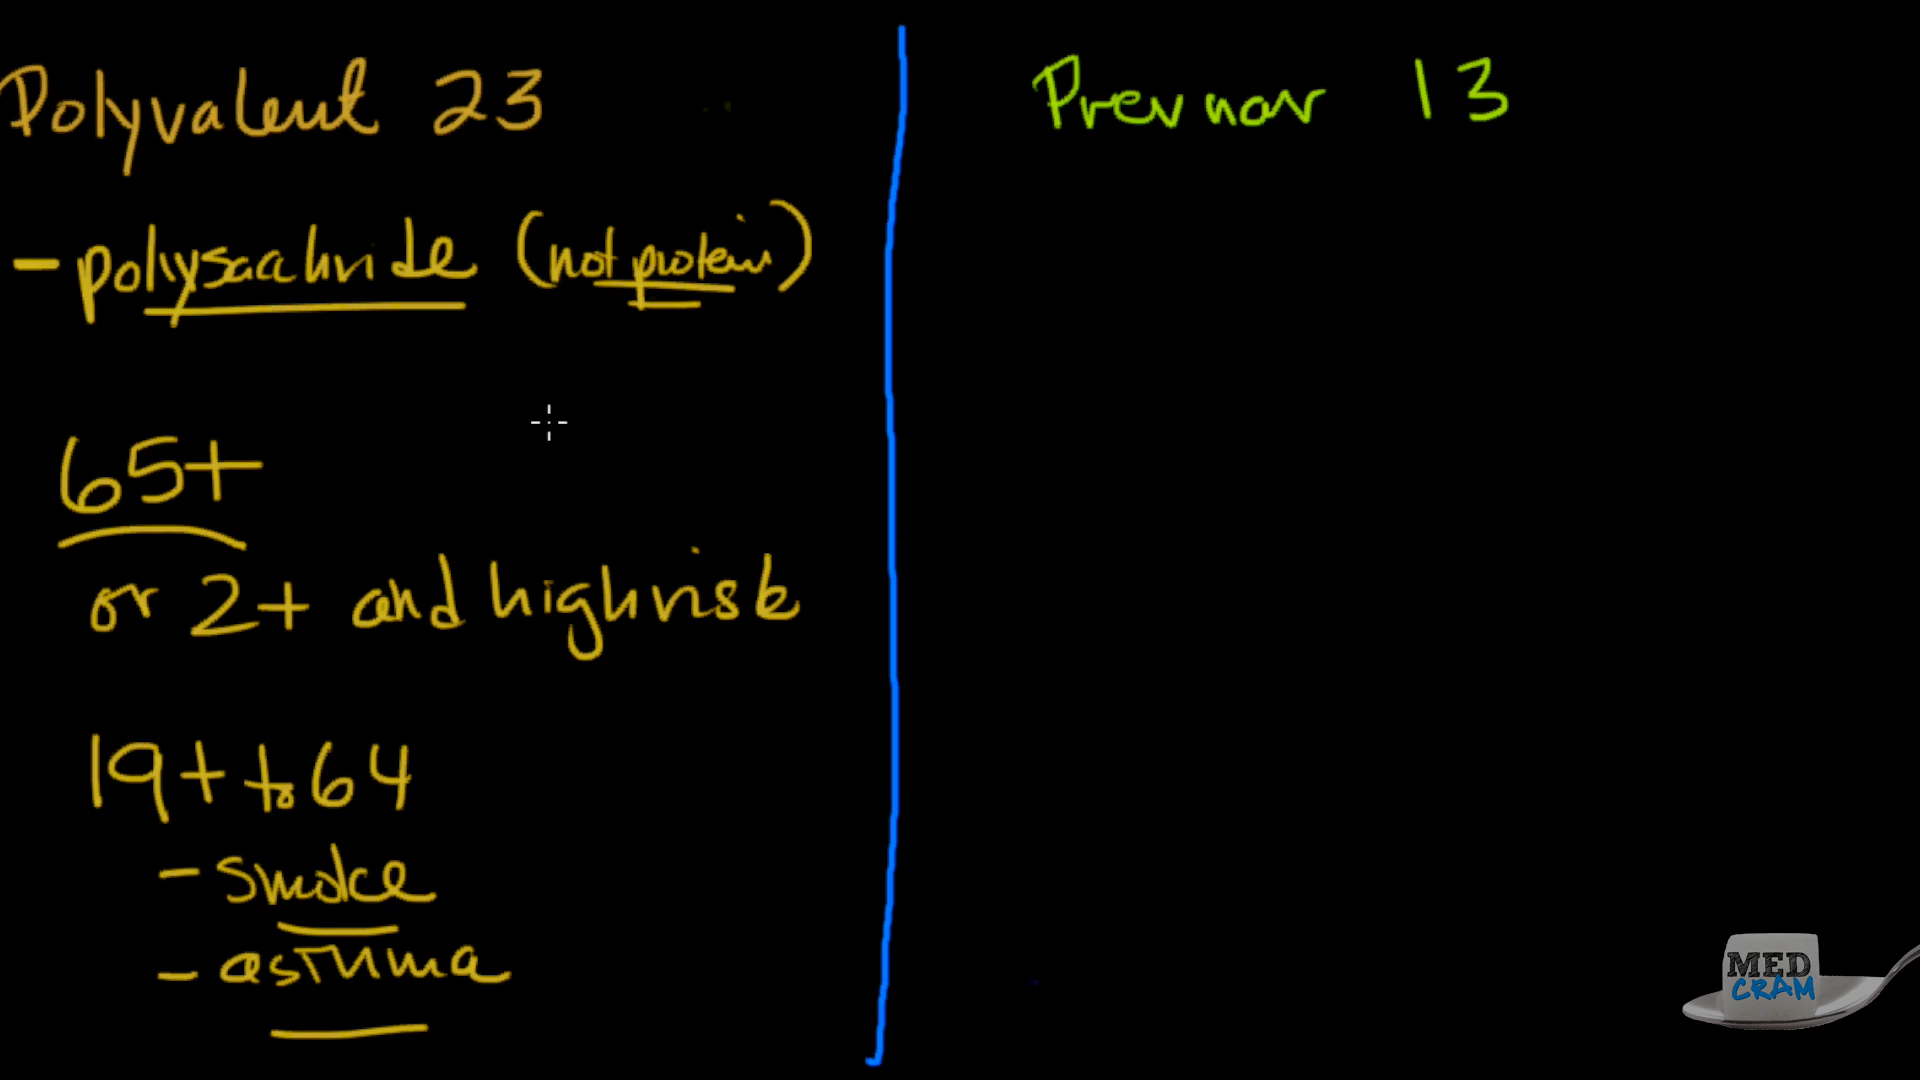 Polyvalent 23
- polysachride (not protein)
65+
or 2+ and high risk
19+ to 64
- smoke
- asthma
Prevnar 13
MED
CRAM